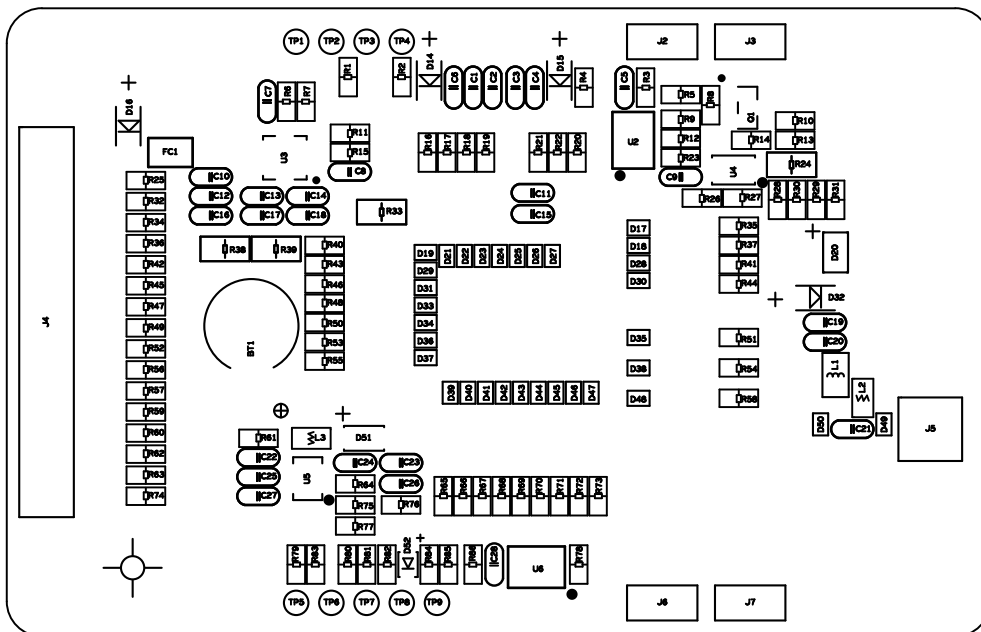 TP1 TP2 TP3 TP4
J2 J3
D14 D15
R1 R2 C6 C1 C2 C3 C4 R4 C5 R3
C7 R6 R7 R5 R8
D16 Q1
R9 R10
R11 R12 R14 R13
FC1 U3 R15 R16 R17 R18 R19 R21 R22 R20 U2 R23
C8 C9 U4 R24
R25 C10
R32 C12 C13 C14 C11 R26 R27 R28 R30 R29 R31
R34 C16 C17 C18 R33 C15
D17 R35
R36 R38 R39 R40 D19 D21 D22 D23 D24 D25 D26 D27 D18 R37 D20
R42 R43 D29 D28 R41
R45 R46 D31 D30 R44
R47 R48 D33 D32
J4 R49 R50 D34 C19
R52 BT1 R53 D36 D35 R51 C20
R56 R55 D37 D38 R54 L1
R57 D39 D40 D41 D42 D43 D44 D45 D46 D47 D48 R58 L2
R59
R60 R61 L3 D51 D50 C21 D49 J5
R62 C22 C24 C23
R63 C25 U5 R64 C26
R74 C27 R75 R76 R65 R66 R67 R68 R69 R70 R71 R72 R73
R77
D52
R79 R83 R80 R81 R82 R84 R85 R86 C28 U6 R78
TP5 TP6 TP7 TP8 TP9 J6 J7